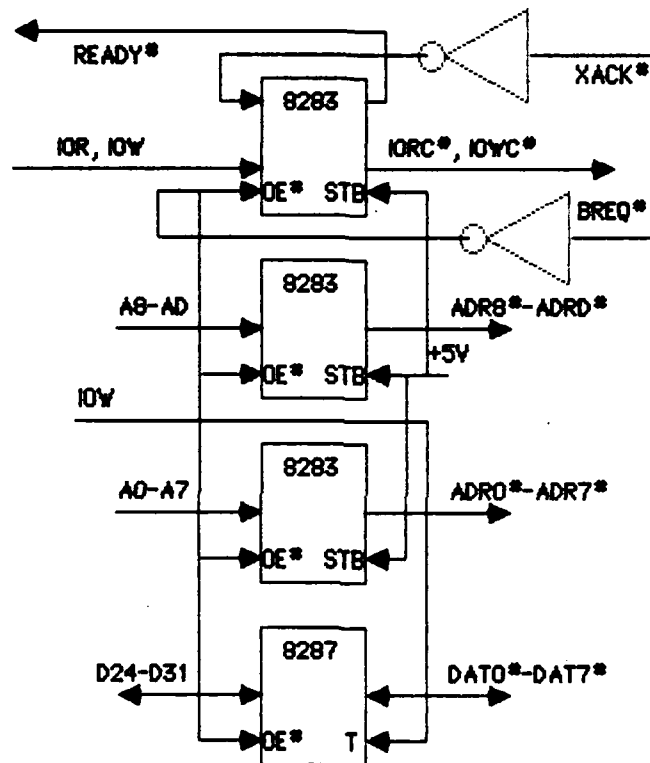 READY*
XACK*
8283
IOR, IOW
IORC*, IOWC*
OE* STB
BREQ*
8283
A8-AD
ADR8*-ADRD*
+5V
OE* STB
IOW
8283
A0-A7
ADR0*-ADR7*
OE* STB
8287
D24-D31
DAT0*-DAT7*
OE* T